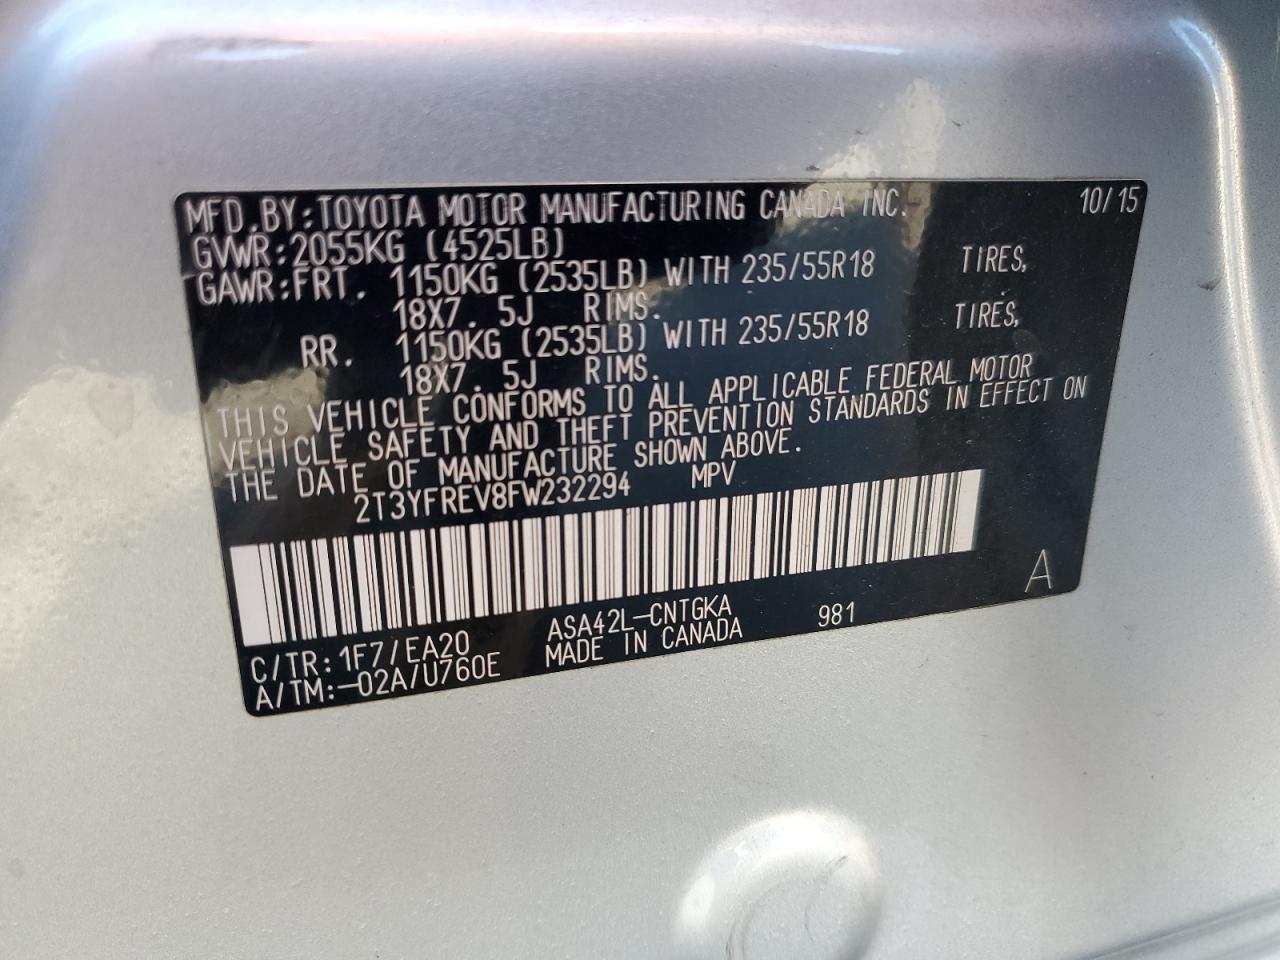 MFD.BY:TOYOTA MOTOR MANUFACTURING CANADA INC. 10/15
GVWR:2055KG (4525LB)
GAWR:FRT. 1150KG (2535LB) WITH 235/55R18 TIRES,
18X7.5J RIMS.
RR. 1150KG (2535LB) WITH 235/55R18 TIRES,
18X7.5J RIMS.
THIS VEHICLE CONFORMS TO ALL APPLICABLE FEDERAL MOTOR
VEHICLE SAFETY AND THEFT PREVENTION STANDARDS IN EFFECT ON
THE DATE OF MANUFACTURE SHOWN ABOVE.
2T3YFREV8FW232294 MPV
A
C/TR:1F7/EA20 ASA42L-CNTGKA 981
A/TM:-02A/U760E MADE IN CANADA